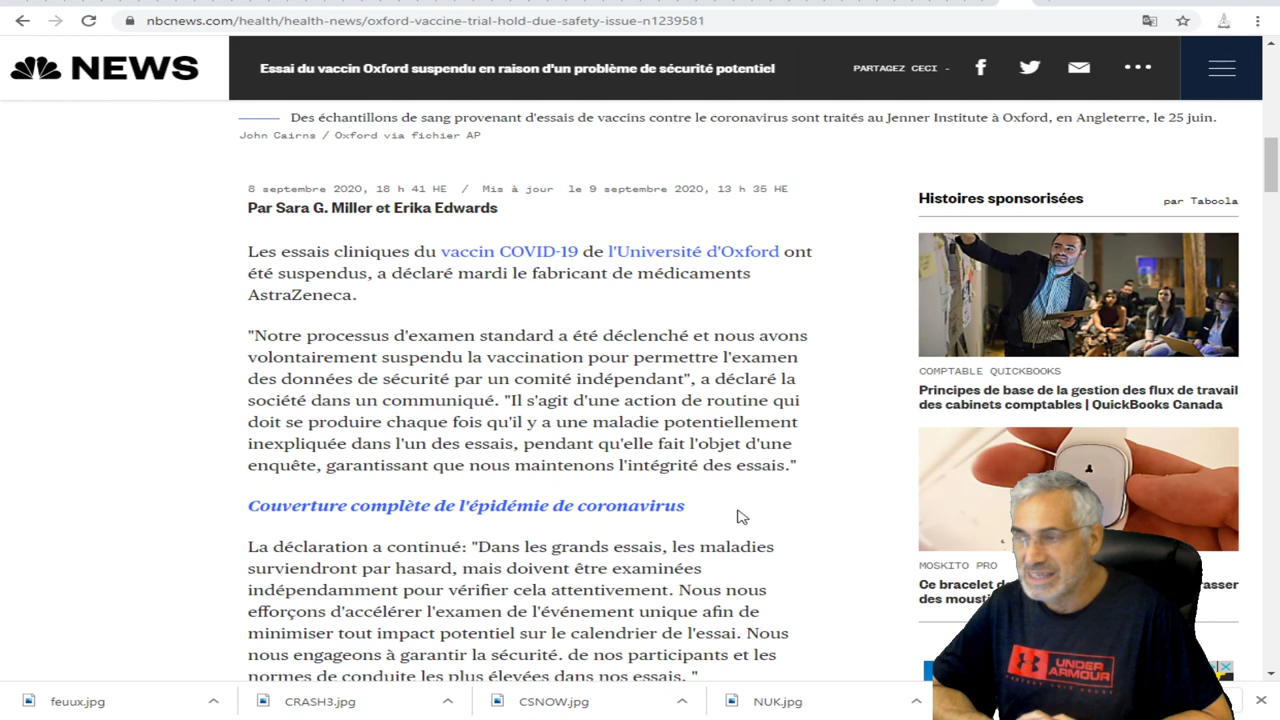 nbcnews.com/health/health-news/oxford-vaccine-trial-hold-due-safety-issue-n1239581
NEWS
Essai du vaccin Oxford suspendu en raison d'un problème de sécurité potentiel
PARTAGEZ CECI -
Des échantillons de sang provenant d'essais de vaccins contre le coronavirus sont traités au Jenner Institute à Oxford, en Angleterre, le 25 juin.
John Cairns / Oxford via fichier AP
8 septembre 2020, 18 h 41 HE / Mis à jour le 9 septembre 2020, 13 h 35 HE
Par Sara G. Miller et Erika Edwards
Les essais cliniques du vaccin COVID-19 de l'Université d'Oxford ont
été suspendus, a déclaré mardi le fabricant de médicaments
AstraZeneca.
"Notre processus d'examen standard a été déclenché et nous avons
volontairement suspendu la vaccination pour permettre l'examen
des données de sécurité par un comité indépendant", a déclaré la
société dans un communiqué. "Il s'agit d'une action de routine qui
doit se produire chaque fois qu'il y a une maladie potentiellement
inexpliquée dans l'un des essais, pendant qu'elle fait l'objet d'une
enquête, garantissant que nous maintenons l'intégrité des essais."
Couverture complète de l'épidémie de coronavirus
La déclaration a continué: "Dans les grands essais, les maladies
surviendront par hasard, mais doivent être examinées
indépendamment pour vérifier cela attentivement. Nous nous
efforçons d'accélérer l'examen de l'événement unique afin de
minimiser tout impact potentiel sur le calendrier de l'essai. Nous
nous engageons à garantir la sécurité. de nos participants et les
normes de conduite les plus élevées dans nos essais. "
Histoires sponsorisées
par Taboola
COMPTABLE QUICKBOOKS
Principes de base de la gestion des flux de travail
des cabinets comptables | QuickBooks Canada
MOSKITO PRO
Ce bracelet
rasser
des
UNDER
ARMOUR
feuux.jpg
CRASH3.jpg
CSNOW.jpg
NUK.jpg